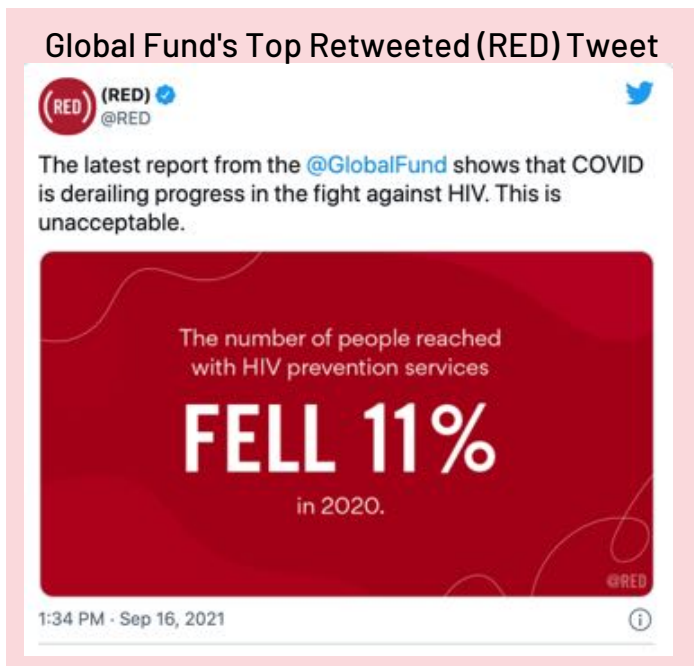 Global Fund's Top Retweeted (RED) Tweet
(RED)
(RED)
@RED
The latest report from the @GlobalFund shows that COVID
is derailing progress in the fight against HIV. This is
unacceptable.
The number of people reached
with HIV prevention services
FELL 11%
in 2020.
@RED
1:34 PM · Sep 16, 2021